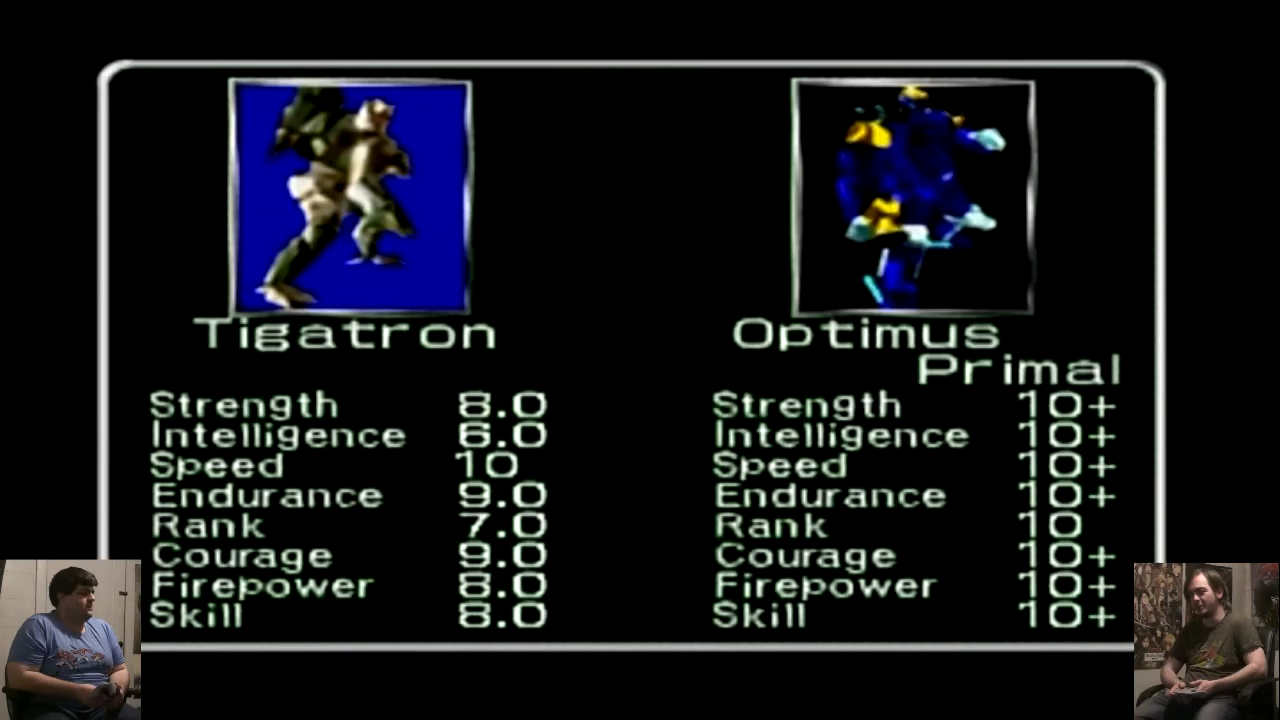 Tigatron
Strength 8.0
Intelligence 6.0
Speed 10
Endurance 9.0
Rank 7.0
Courage 9.0
Firepower 8.0
Skill 8.0
Optimus
Primal
Strength 10+
Intelligence 10+
Speed 10+
Endurance 10+
Rank 10
Courage 10+
Firepower 10+
Skill 10+